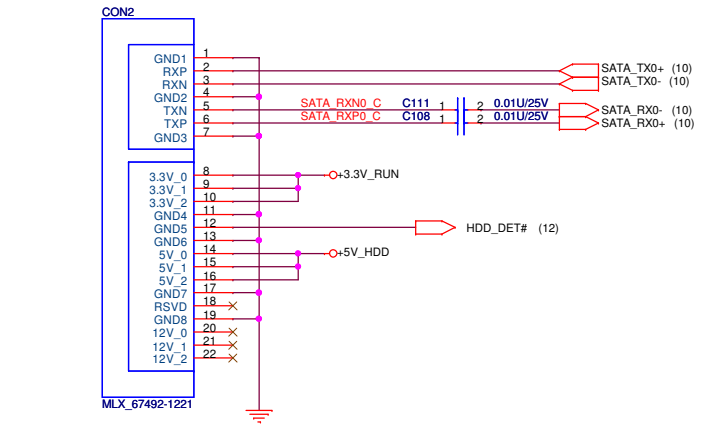 CON2
GND1 1
RXP 2 SATA_TX0+ (10)
RXN 3 SATA_TX0- (10)
GND2 4
TXN 5 SATA_RXN0_C C111 1 2 0.01U/25V SATA_RX0- (10)
TXP 6 SATA_RXP0_C C108 1 2 0.01U/25V SATA_RX0+ (10)
GND3 7
3.3V_0 8 +3.3V_RUN
3.3V_1 9
3.3V_2 10
GND4 11
GND5 12 HDD_DET# (12)
GND6 13
5V_0 14 +5V_HDD
5V_1 15
5V_2 16
GND7 17
RSVD 18
GND8 19
12V_0 20
12V_1 21
12V_2 22
MLX_67492-1221